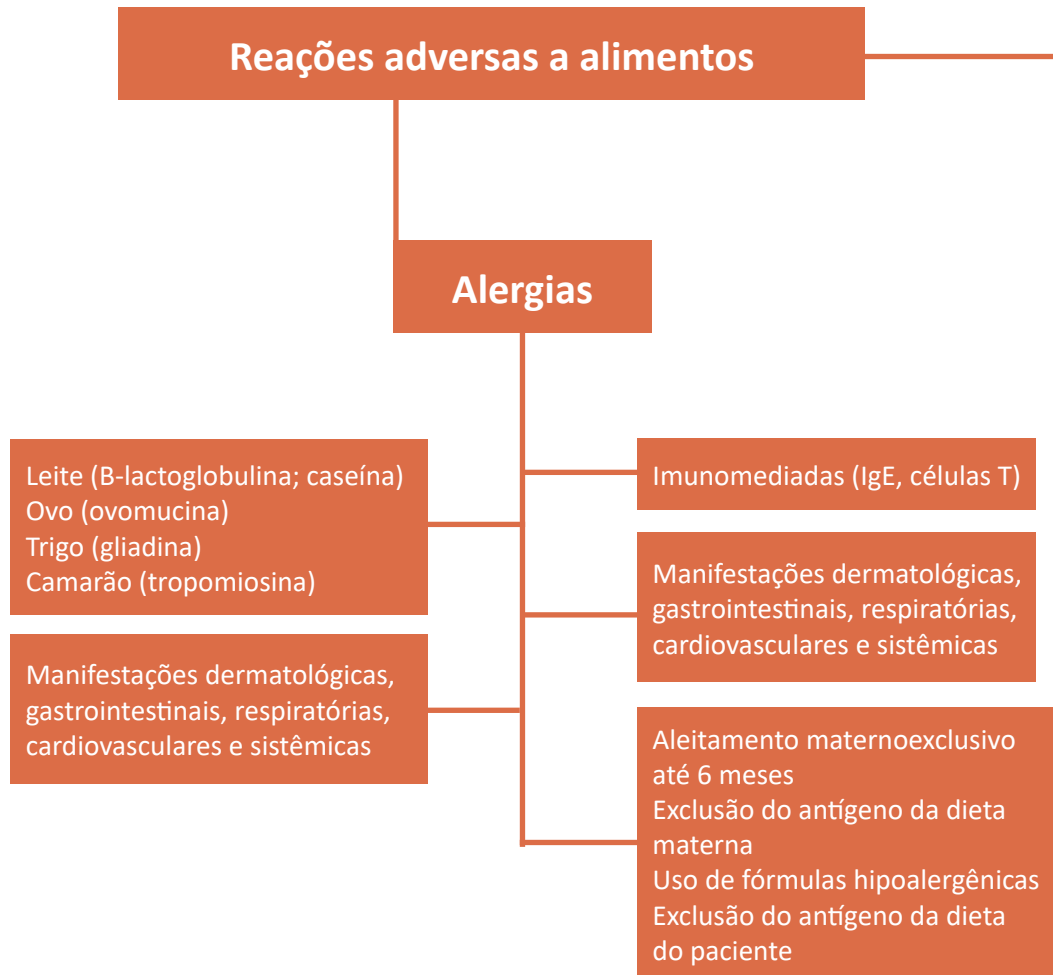 Reações adversas a alimentos
Alergias
Leite (B-lactoglobulina; caseína)
Ovo (ovomucina)
Trigo (gliadina)
Camarão (tropomiosina)
Manifestações dermatológicas,
gastrointestinais, respiratórias,
cardiovasculares e sistêmicas
Imunomediadas (IgE, células T)
Manifestações dermatológicas,
gastrointestinais, respiratórias,
cardiovasculares e sistêmicas
Aleitamento maternoexclusivo
até 6 meses
Exclusão do antígeno da dieta
materna
Uso de fórmulas hipoalergênicas
Exclusão do antígeno da dieta
do paciente